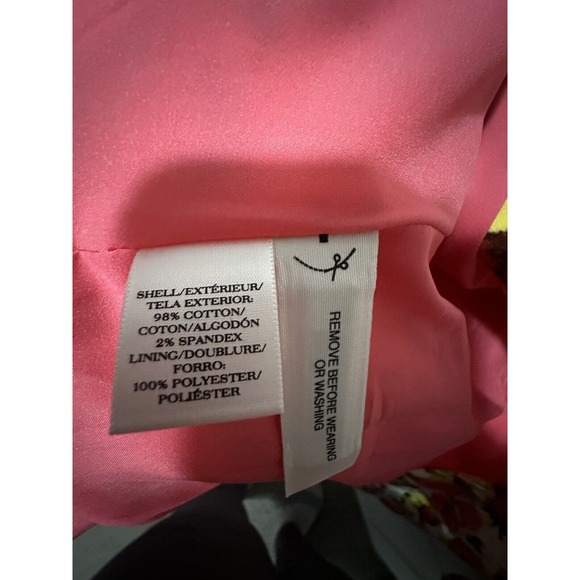 SHELL/EXTÉRIEUR/
TELA EXTERIOR:
98% COTTON/
COTON/ALGODÓN
2% SPANDEX
LINING/DOUBLURE/
FORRO:
100% POLYESTER/
POLIÉSTER
REMOVE BEFORE WEARING
OR WASHING